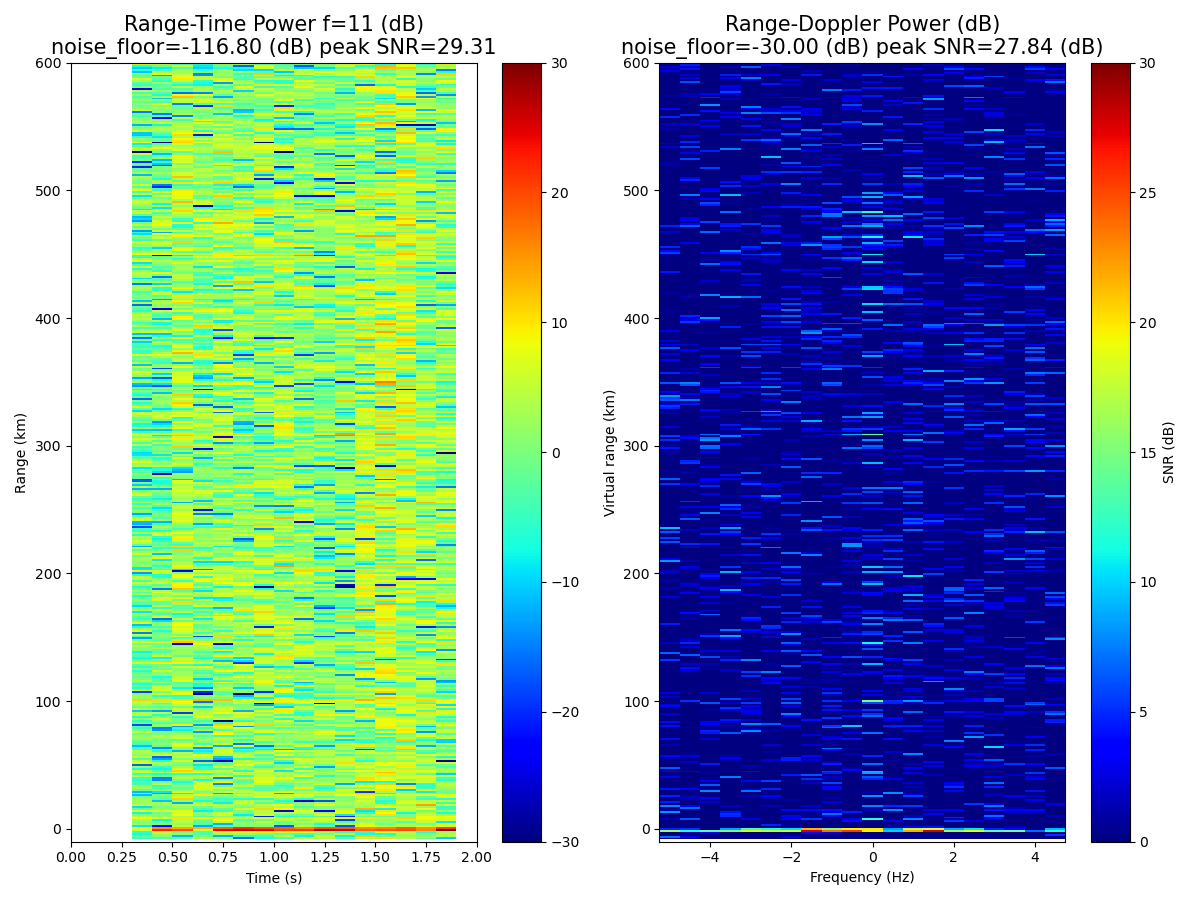 Range-Time Power f=11 (dB)
noise_floor=-116.80 (dB) peak SNR=29.31
Range-Doppler Power (dB)
noise_floor=-30.00 (dB) peak SNR=27.84 (dB)
Range (km)
600
500
400
300
200
100
0
0.00 0.25 0.50 0.75 1.00 1.25 1.50 1.75 2.00
Time (s)
30
20
10
0
−10
−20
−30
Virtual range (km)
600
500
400
300
200
100
0
−4 −2 0 2 4
Frequency (Hz)
30
25
20
15
10
5
0
SNR (dB)